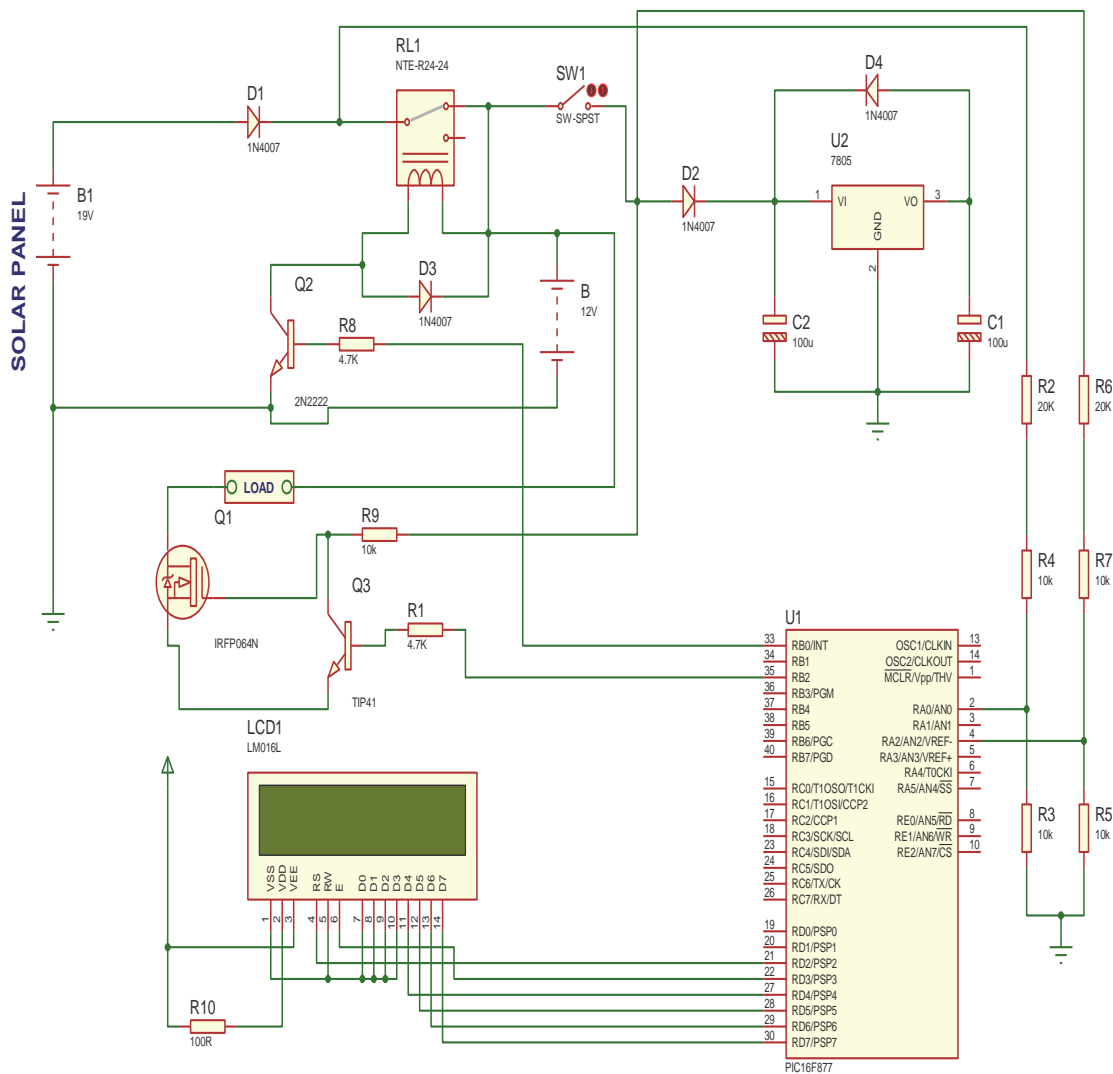 RL1
NTE-R24-24
SW1
SW-SPST
D4
1N4007
D1
1N4007
U2
7805
1
VI
VO
3
GND
2
D2
1N4007
SOLAR PANEL
B1
19V
Q2
D3
1N4007
B
12V
C2
100u
C1
100u
R8
4.7K
2N2222
R2
20K
R6
20K
LOAD
Q1
R9
10k
R4
10k
R7
10k
Q3
R1
4.7K
IRFP064N
TIP41
U1
33 RB0/INT OSC1/CLKIN 13
34 RB1 OSC2/CLKOUT 14
35 RB2 MCLR/Vpp/THV 1
36 RB3/PGM
37 RB4 RA0/AN0 2
38 RB5 RA1/AN1 3
39 RB6/PGC RA2/AN2/VREF- 4
40 RB7/PGD RA3/AN3/VREF+ 5
RA4/T0CKI 6
15 RC0/T1OSO/T1CKI RA5/AN4/SS 7
16 RC1/T1OSI/CCP2
17 RC2/CCP1 RE0/AN5/RD 8
18 RC3/SCK/SCL RE1/AN6/WR 9
23 RC4/SDI/SDA RE2/AN7/CS 10
24 RC5/SDO
25 RC6/TX/CK
26 RC7/RX/DT
19 RD0/PSP0
20 RD1/PSP1
21 RD2/PSP2
22 RD3/PSP3
27 RD4/PSP4
28 RD5/PSP5
29 RD6/PSP6
30 RD7/PSP7
PIC16F877
R3
10k
R5
10k
LCD1
LM016L
VSS VDD VEE RS RW E D0 D1 D2 D3 D4 D5 D6 D7
1 2 3 4 5 6 7 8 9 10 11 12 13 14
R10
100R